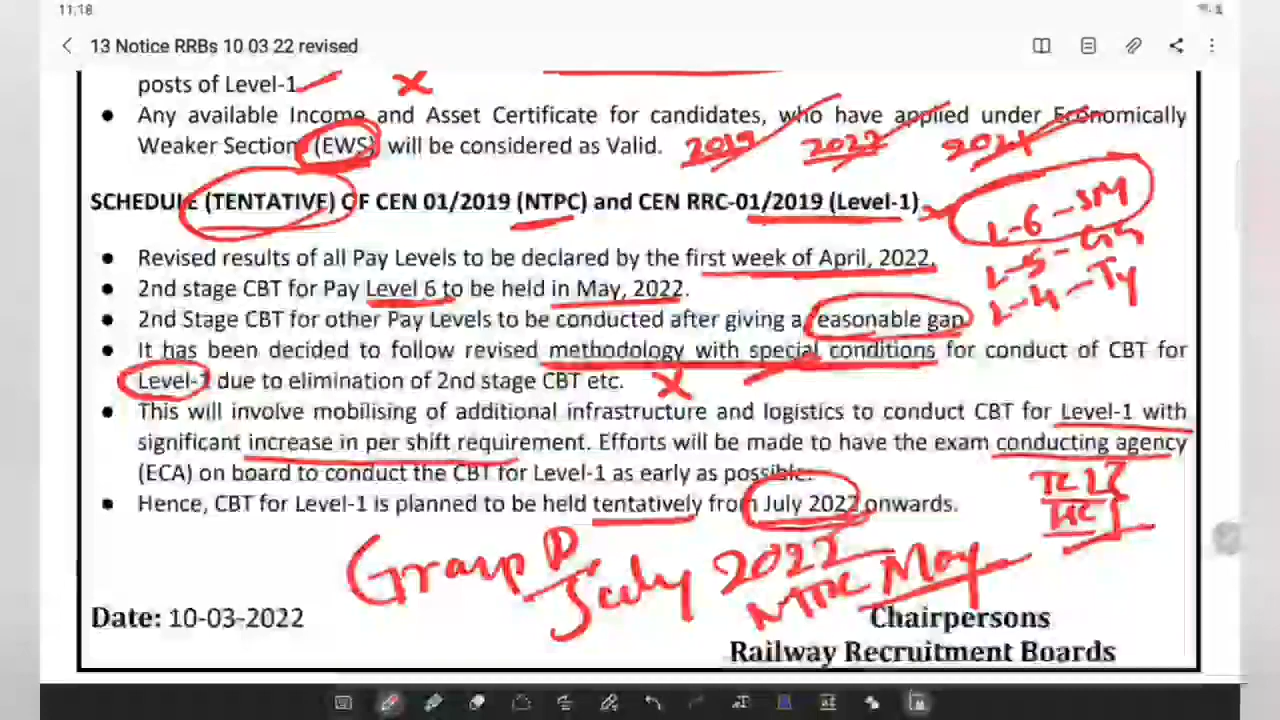 11:18
13 Notice RRBs 10 03 22 revised
posts of Level-1
Any available Income and Asset Certificate for candidates, who have applied under Economically
Weaker Section (EWS) will be considered as Valid.
2019 2022 2021
SCHEDULE (TENTATIVE) OF CEN 01/2019 (NTPC) and CEN RRC-01/2019 (Level-1)
L-6-SM
Revised results of all Pay Levels to be declared by the first week of April, 2022.
L-5-GG
2nd stage CBT for Pay Level 6 to be held in May, 2022.
L-4-Ty
2nd Stage CBT for other Pay Levels to be conducted after giving a reasonable gap
It has been decided to follow revised methodology with special conditions for conduct of CBT for
Level-1 due to elimination of 2nd stage CBT etc.
This will involve mobilising of additional infrastructure and logistics to conduct CBT for Level-1 with
significant increase in per shift requirement. Efforts will be made to have the exam conducting agency
(ECA) on board to conduct the CBT for Level-1 as early as possible.
Hence, CBT for Level-1 is planned to be held tentatively from July 2022 onwards.
Group D July 2022
NTPC May
Date: 10-03-2022
Chairpersons
Railway Recruitment Boards